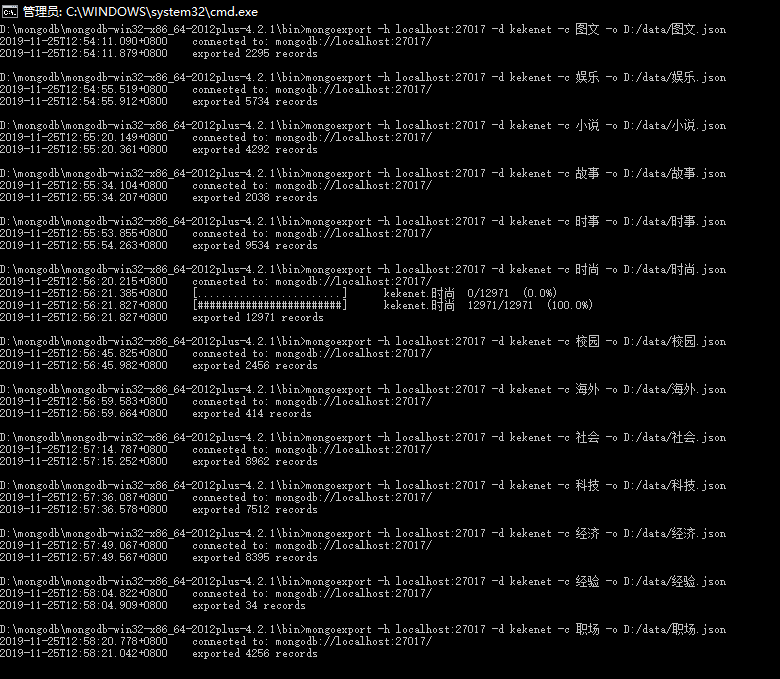 管理员: C:\WINDOWS\system32\cmd.exe
D:\mongodb\mongodb-win32-x86_64-2012plus-4.2.1\bin>mongoexport -h localhost:27017 -d kekenet -c 图文 -o D:/data/图文.json
2019-11-25T12:54:11.090+0800    connected to: mongodb://localhost:27017/
2019-11-25T12:54:11.879+0800    exported 2295 records
D:\mongodb\mongodb-win32-x86_64-2012plus-4.2.1\bin>mongoexport -h localhost:27017 -d kekenet -c 娱乐 -o D:/data/娱乐.json
2019-11-25T12:54:55.519+0800    connected to: mongodb://localhost:27017/
2019-11-25T12:54:55.912+0800    exported 5734 records
D:\mongodb\mongodb-win32-x86_64-2012plus-4.2.1\bin>mongoexport -h localhost:27017 -d kekenet -c 小说 -o D:/data/小说.json
2019-11-25T12:55:20.149+0800    connected to: mongodb://localhost:27017/
2019-11-25T12:55:20.361+0800    exported 4292 records
D:\mongodb\mongodb-win32-x86_64-2012plus-4.2.1\bin>mongoexport -h localhost:27017 -d kekenet -c 故事 -o D:/data/故事.json
2019-11-25T12:55:34.104+0800    connected to: mongodb://localhost:27017/
2019-11-25T12:55:34.207+0800    exported 2038 records
D:\mongodb\mongodb-win32-x86_64-2012plus-4.2.1\bin>mongoexport -h localhost:27017 -d kekenet -c 时事 -o D:/data/时事.json
2019-11-25T12:55:53.855+0800    connected to: mongodb://localhost:27017/
2019-11-25T12:55:54.263+0800    exported 9534 records
D:\mongodb\mongodb-win32-x86_64-2012plus-4.2.1\bin>mongoexport -h localhost:27017 -d kekenet -c 时尚 -o D:/data/时尚.json
2019-11-25T12:56:20.215+0800    connected to: mongodb://localhost:27017/
2019-11-25T12:56:21.385+0800    [........................]      kekenet.时尚  0/12971  (0.0%)
2019-11-25T12:56:21.827+0800    [########################]      kekenet.时尚  12971/12971  (100.0%)
2019-11-25T12:56:21.827+0800    exported 12971 records
D:\mongodb\mongodb-win32-x86_64-2012plus-4.2.1\bin>mongoexport -h localhost:27017 -d kekenet -c 校园 -o D:/data/校园.json
2019-11-25T12:56:45.825+0800    connected to: mongodb://localhost:27017/
2019-11-25T12:56:45.982+0800    exported 2456 records
D:\mongodb\mongodb-win32-x86_64-2012plus-4.2.1\bin>mongoexport -h localhost:27017 -d kekenet -c 海外 -o D:/data/海外.json
2019-11-25T12:56:59.583+0800    connected to: mongodb://localhost:27017/
2019-11-25T12:56:59.664+0800    exported 414 records
D:\mongodb\mongodb-win32-x86_64-2012plus-4.2.1\bin>mongoexport -h localhost:27017 -d kekenet -c 社会 -o D:/data/社会.json
2019-11-25T12:57:14.787+0800    connected to: mongodb://localhost:27017/
2019-11-25T12:57:15.252+0800    exported 8962 records
D:\mongodb\mongodb-win32-x86_64-2012plus-4.2.1\bin>mongoexport -h localhost:27017 -d kekenet -c 科技 -o D:/data/科技.json
2019-11-25T12:57:36.087+0800    connected to: mongodb://localhost:27017/
2019-11-25T12:57:36.578+0800    exported 7512 records
D:\mongodb\mongodb-win32-x86_64-2012plus-4.2.1\bin>mongoexport -h localhost:27017 -d kekenet -c 经济 -o D:/data/经济.json
2019-11-25T12:57:49.067+0800    connected to: mongodb://localhost:27017/
2019-11-25T12:57:49.567+0800    exported 8395 records
D:\mongodb\mongodb-win32-x86_64-2012plus-4.2.1\bin>mongoexport -h localhost:27017 -d kekenet -c 经验 -o D:/data/经验.json
2019-11-25T12:58:04.822+0800    connected to: mongodb://localhost:27017/
2019-11-25T12:58:04.909+0800    exported 34 records
D:\mongodb\mongodb-win32-x86_64-2012plus-4.2.1\bin>mongoexport -h localhost:27017 -d kekenet -c 职场 -o D:/data/职场.json
2019-11-25T12:58:20.778+0800    connected to: mongodb://localhost:27017/
2019-11-25T12:58:21.042+0800    exported 4256 records